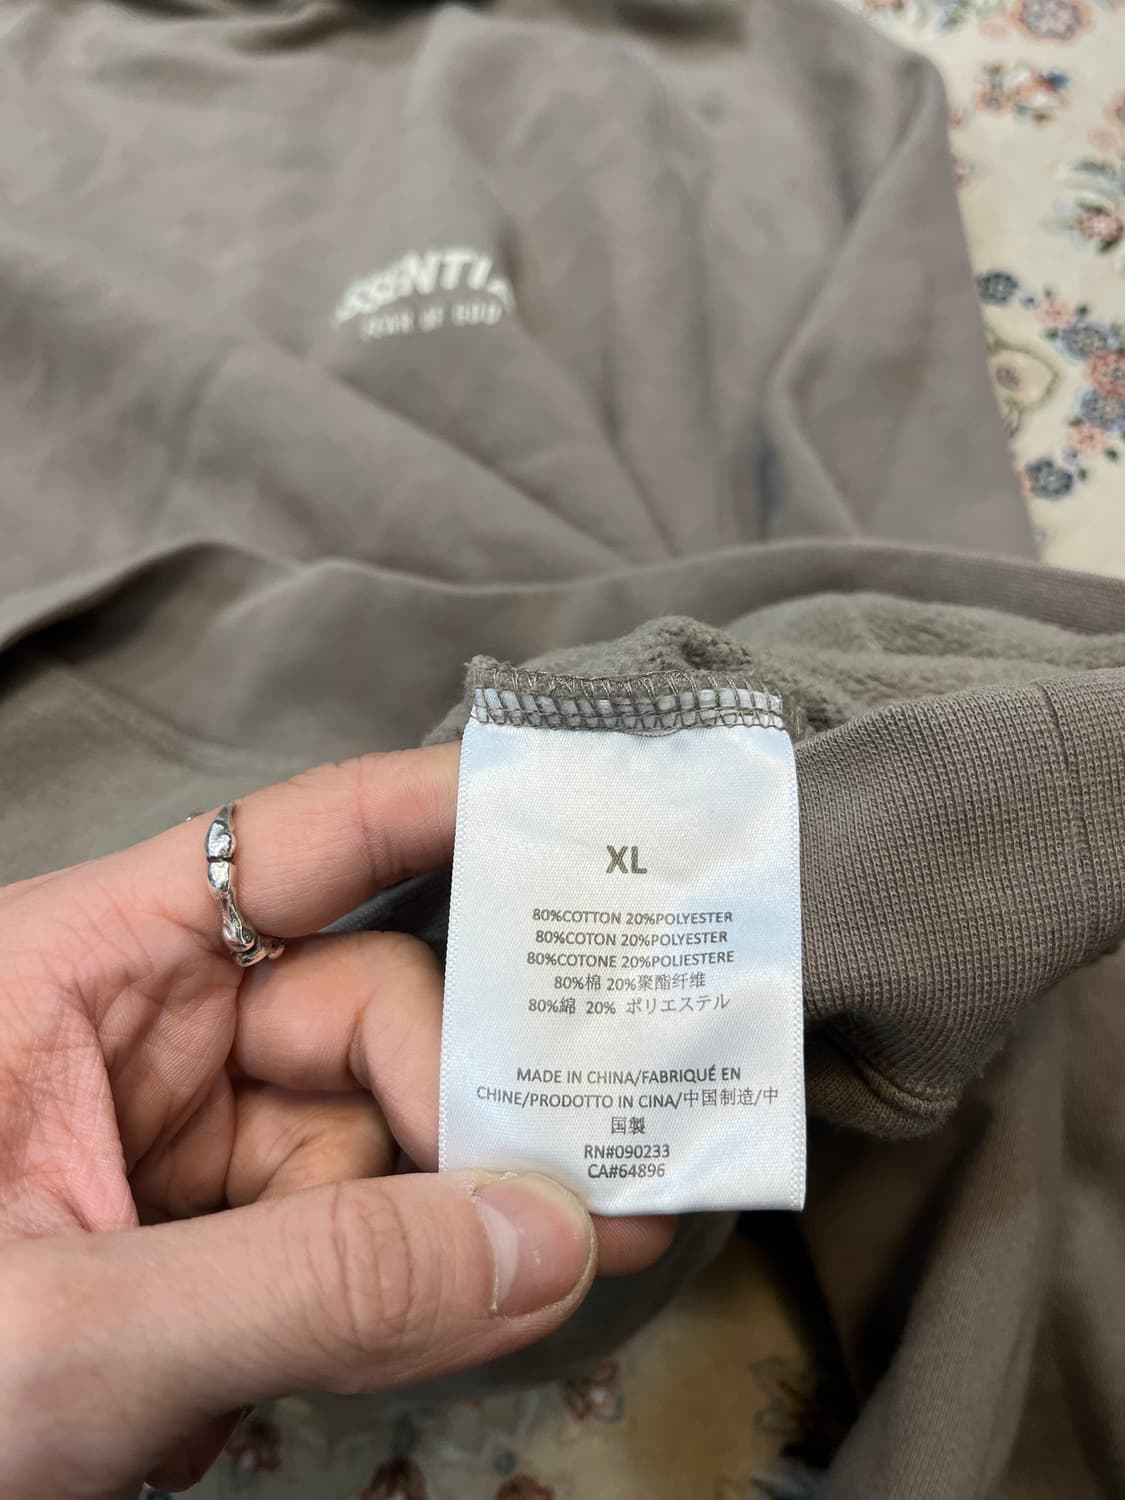 SSENTI
XL
80%COTTON 20%POLYESTER
80%COTON 20%POLYESTER
80%COTONE 20%POLIESTERE
80%棉 20%聚酯纤维
80%綿 20% ポリエステル
MADE IN CHINA/FABRIQUÉ EN
CHINE/PRODOTTO IN CINA/中国制造/中
国製
RN#090233
CA#64896